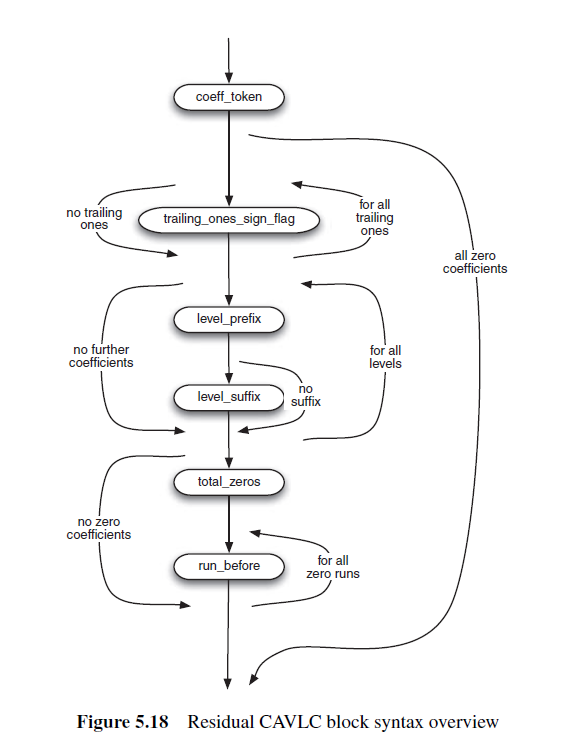 coeff_token
no trailing
ones
trailing_ones_sign_flag
for all
trailing
ones
all zero
coefficients
level_prefix
no further
coefficients
for all
levels
level_suffix
no
suffix
total_zeros
no zero
coefficients
run_before
for all
zero runs
Figure 5.18 Residual CAVLC block syntax overview